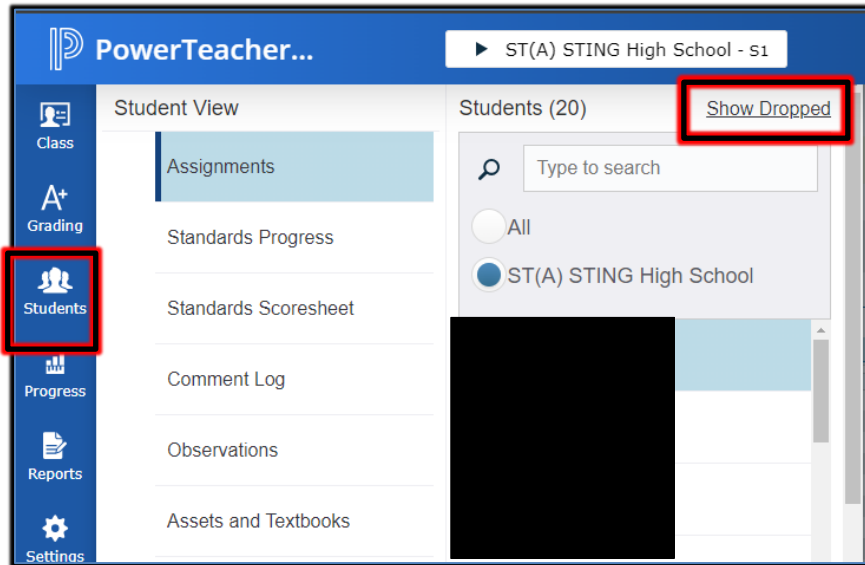 PowerTeacher...
ST(A) STING High School - S1
Class
Grading
Students
Progress
Reports
Settings
Student View
Assignments
Standards Progress
Standards Scoresheet
Comment Log
Observations
Assets and Textbooks
Students (20)
Show Dropped
Type to search
All
ST(A) STING High School